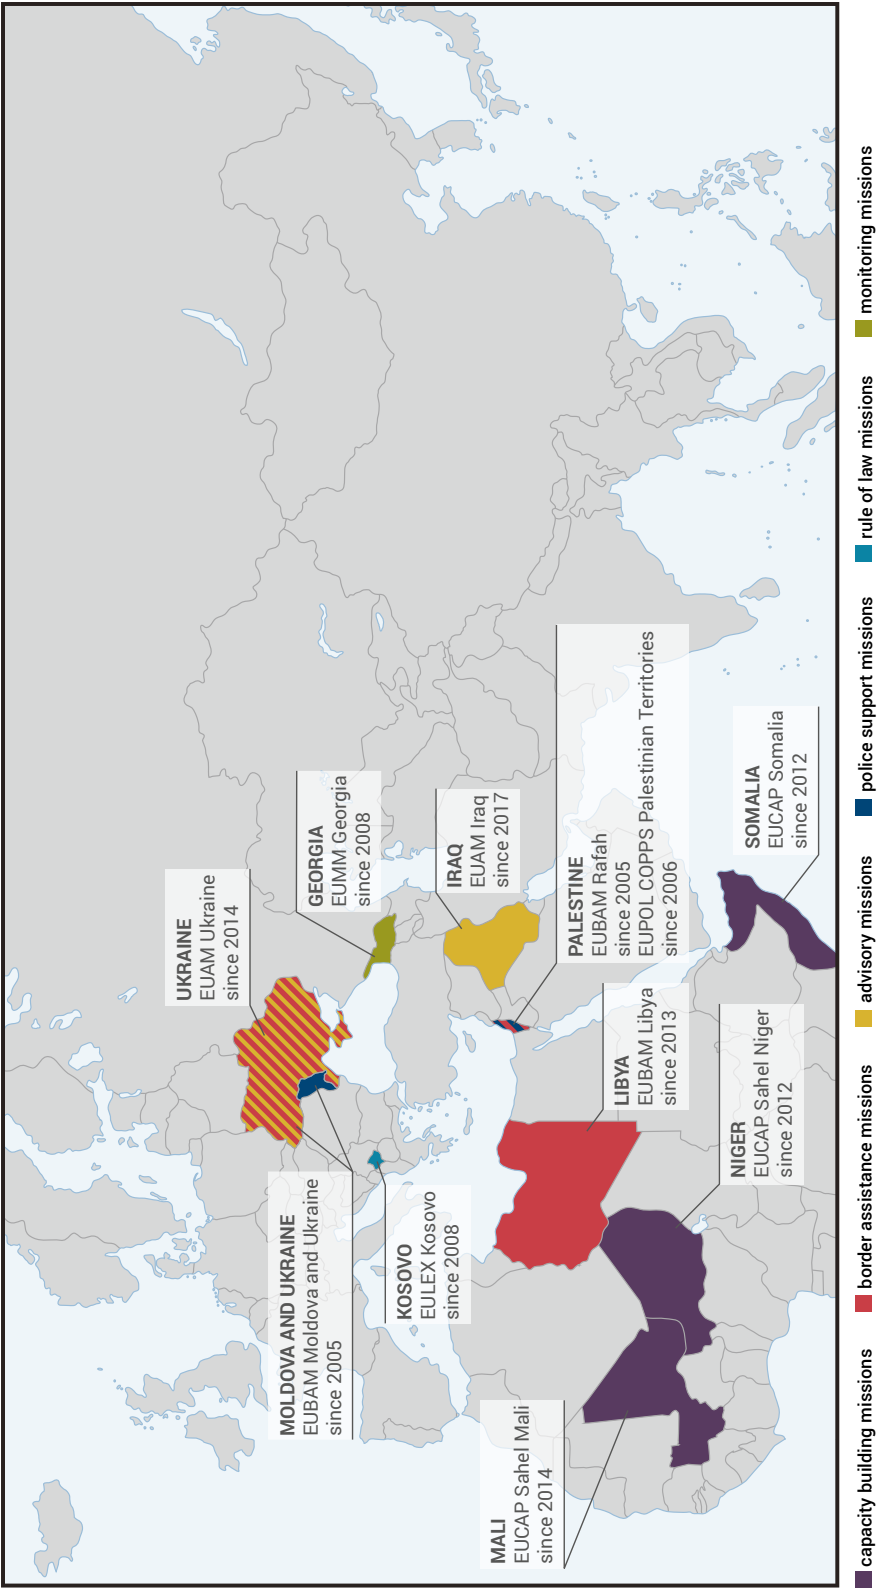 UKRAINE
EUAM Ukraine
since 2014
GEORGIA
EUMM Georgia
since 2008
MOLDOVA AND UKRAINE
EUBAM Moldova and Ukraine
since 2005
KOSOVO
EULEX Kosovo
since 2008
IRAQ
EUAM Iraq
since 2017
PALESTINE
EUBAM Rafah
since 2005
EUPOL COPPS Palestinian Territories
since 2006
MALI
EUCAP Sahel Mali
since 2014
LIBYA
EUBAM Libya
since 2013
NIGER
EUCAP Sahel Niger
since 2012
SOMALIA
EUCAP Somalia
since 2012
capacity building missions
border assistance missions
advisory missions
police support missions
rule of law missions
monitoring missions